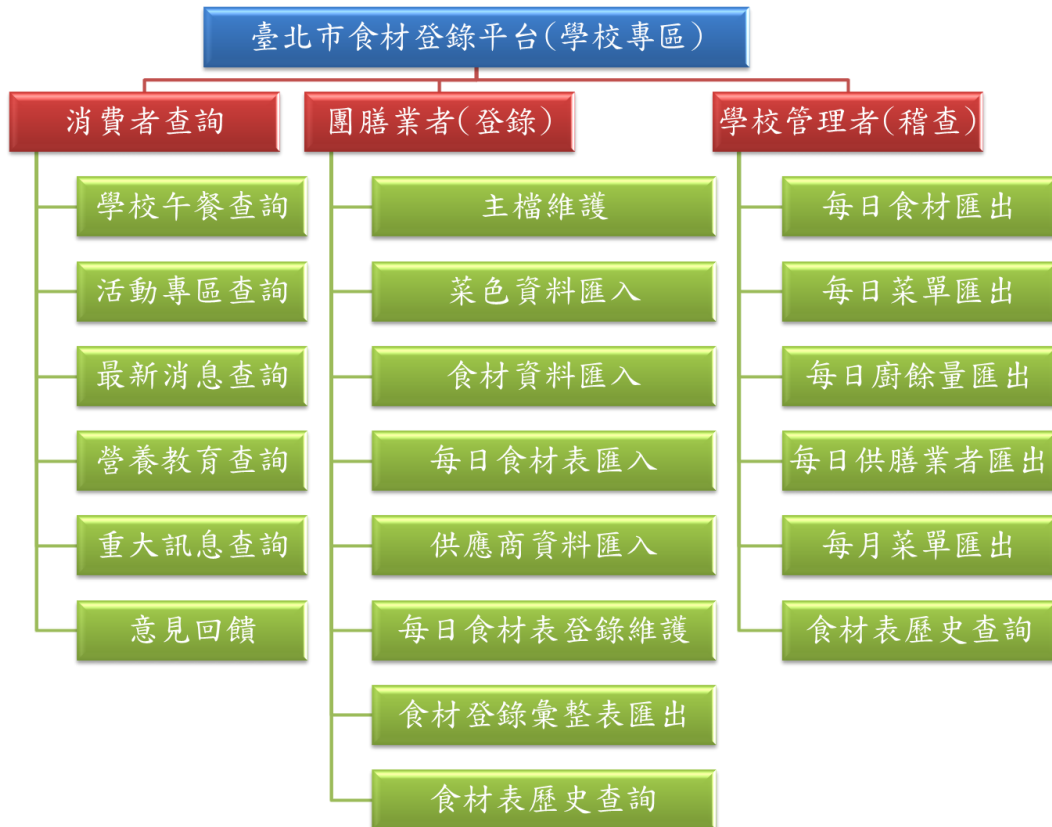 臺北市食材登錄平台(學校專區)
消費者查詢
學校午餐查詢
活動專區查詢
最新消息查詢
營養教育查詢
重大訊息查詢
意見回饋
團膳業者(登錄)
主檔維護
菜色資料匯入
食材資料匯入
每日食材表匯入
供應商資料匯入
每日食材表登錄維護
食材登錄彙整表匯出
食材表歷史查詢
學校管理者(稽查)
每日食材匯出
每日菜單匯出
每日廚餘量匯出
每日供膳業者匯出
每月菜單匯出
食材表歷史查詢